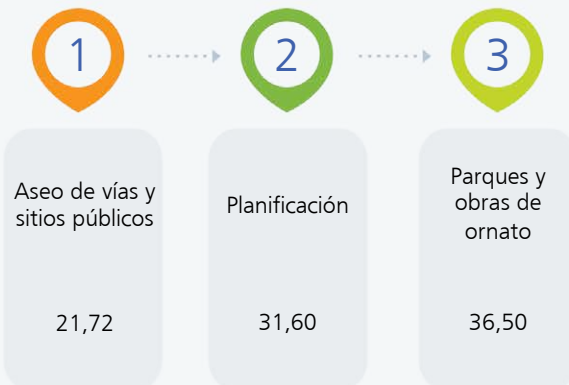 1
2
3
Aseo de vías y
sitios públicos
21,72
Planificación
31,60
Parques y
obras de
ornato
36,50